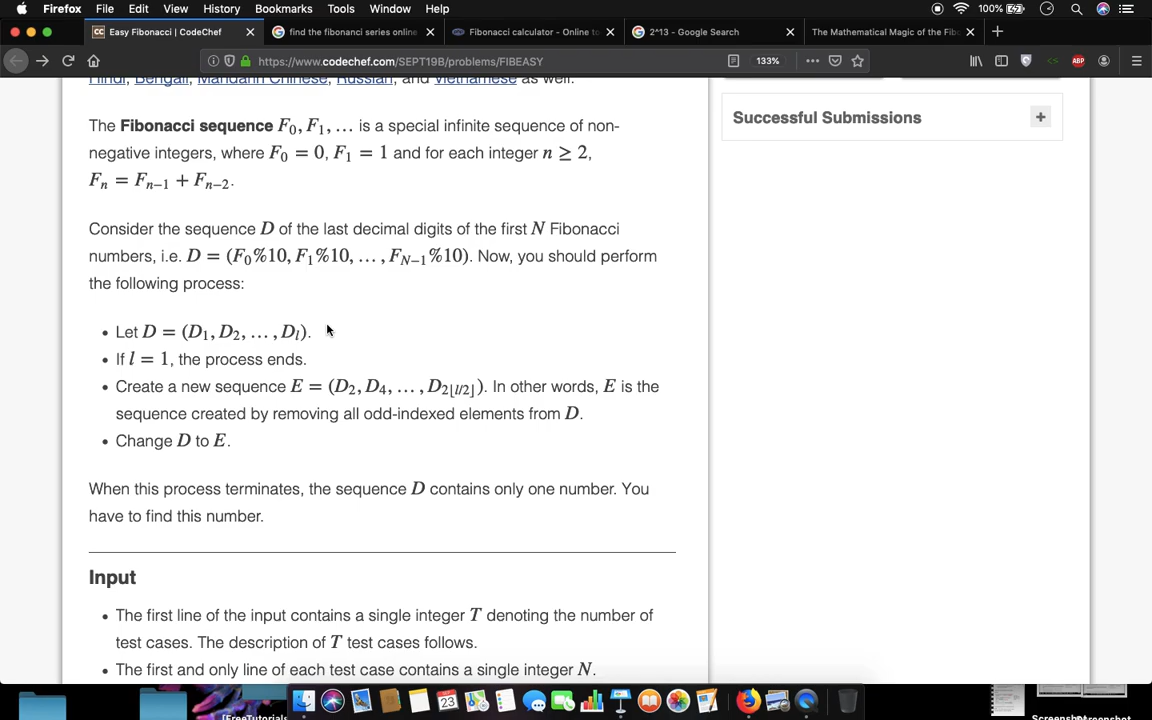 Firefox File Edit View History Bookmarks Tools Window Help 100%
Easy Fibonacci | CodeChef find the fibonanci series online Fibonacci calculator - Online to 2^13 - Google Search The Mathematical Magic of the Fib
https://www.codechef.com/SEPT19B/problems/FIBEASY 133% ABP
Hindi, Bengali, Mandarin Chinese, Russian, and Vietnamese as well.
Successful Submissions +
The Fibonacci sequence F₀, F₁, … is a special infinite sequence of non-
negative integers, where F₀ = 0, F₁ = 1 and for each integer n ≥ 2,
Fₙ = Fₙ₋₁ + Fₙ₋₂.
Consider the sequence D of the last decimal digits of the first N Fibonacci
numbers, i.e. D = (F₀%10, F₁%10, … , F_{N−1}%10). Now, you should perform
the following process:
• Let D = (D₁, D₂, … , D_l).
• If l = 1, the process ends.
• Create a new sequence E = (D₂, D₄, … , D_{2⌊l/2⌋}). In other words, E is the
sequence created by removing all odd-indexed elements from D.
• Change D to E.
When this process terminates, the sequence D contains only one number. You
have to find this number.
Input
• The first line of the input contains a single integer T denoting the number of
test cases. The description of T test cases follows.
• The first and only line of each test case contains a single integer N.
23
[FreeTutorials